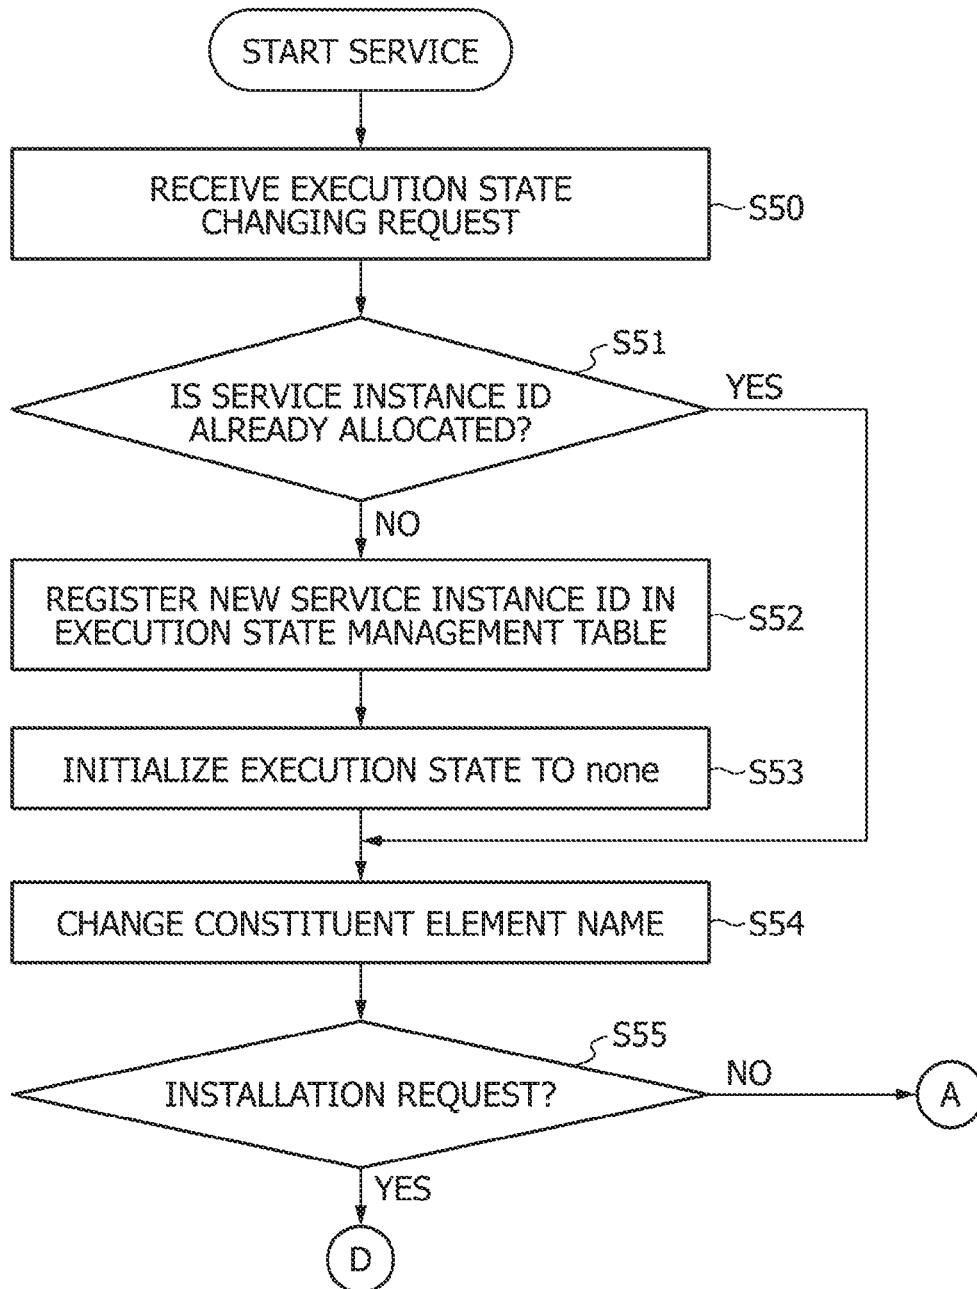 START SERVICE
RECEIVE EXECUTION STATE
CHANGING REQUEST
S50
S51
IS SERVICE INSTANCE ID
ALREADY ALLOCATED?
YES
NO
REGISTER NEW SERVICE INSTANCE ID IN
EXECUTION STATE MANAGEMENT TABLE
S52
INITIALIZE EXECUTION STATE TO none
S53
CHANGE CONSTITUENT ELEMENT NAME
S54
S55
INSTALLATION REQUEST?
NO
A
YES
D